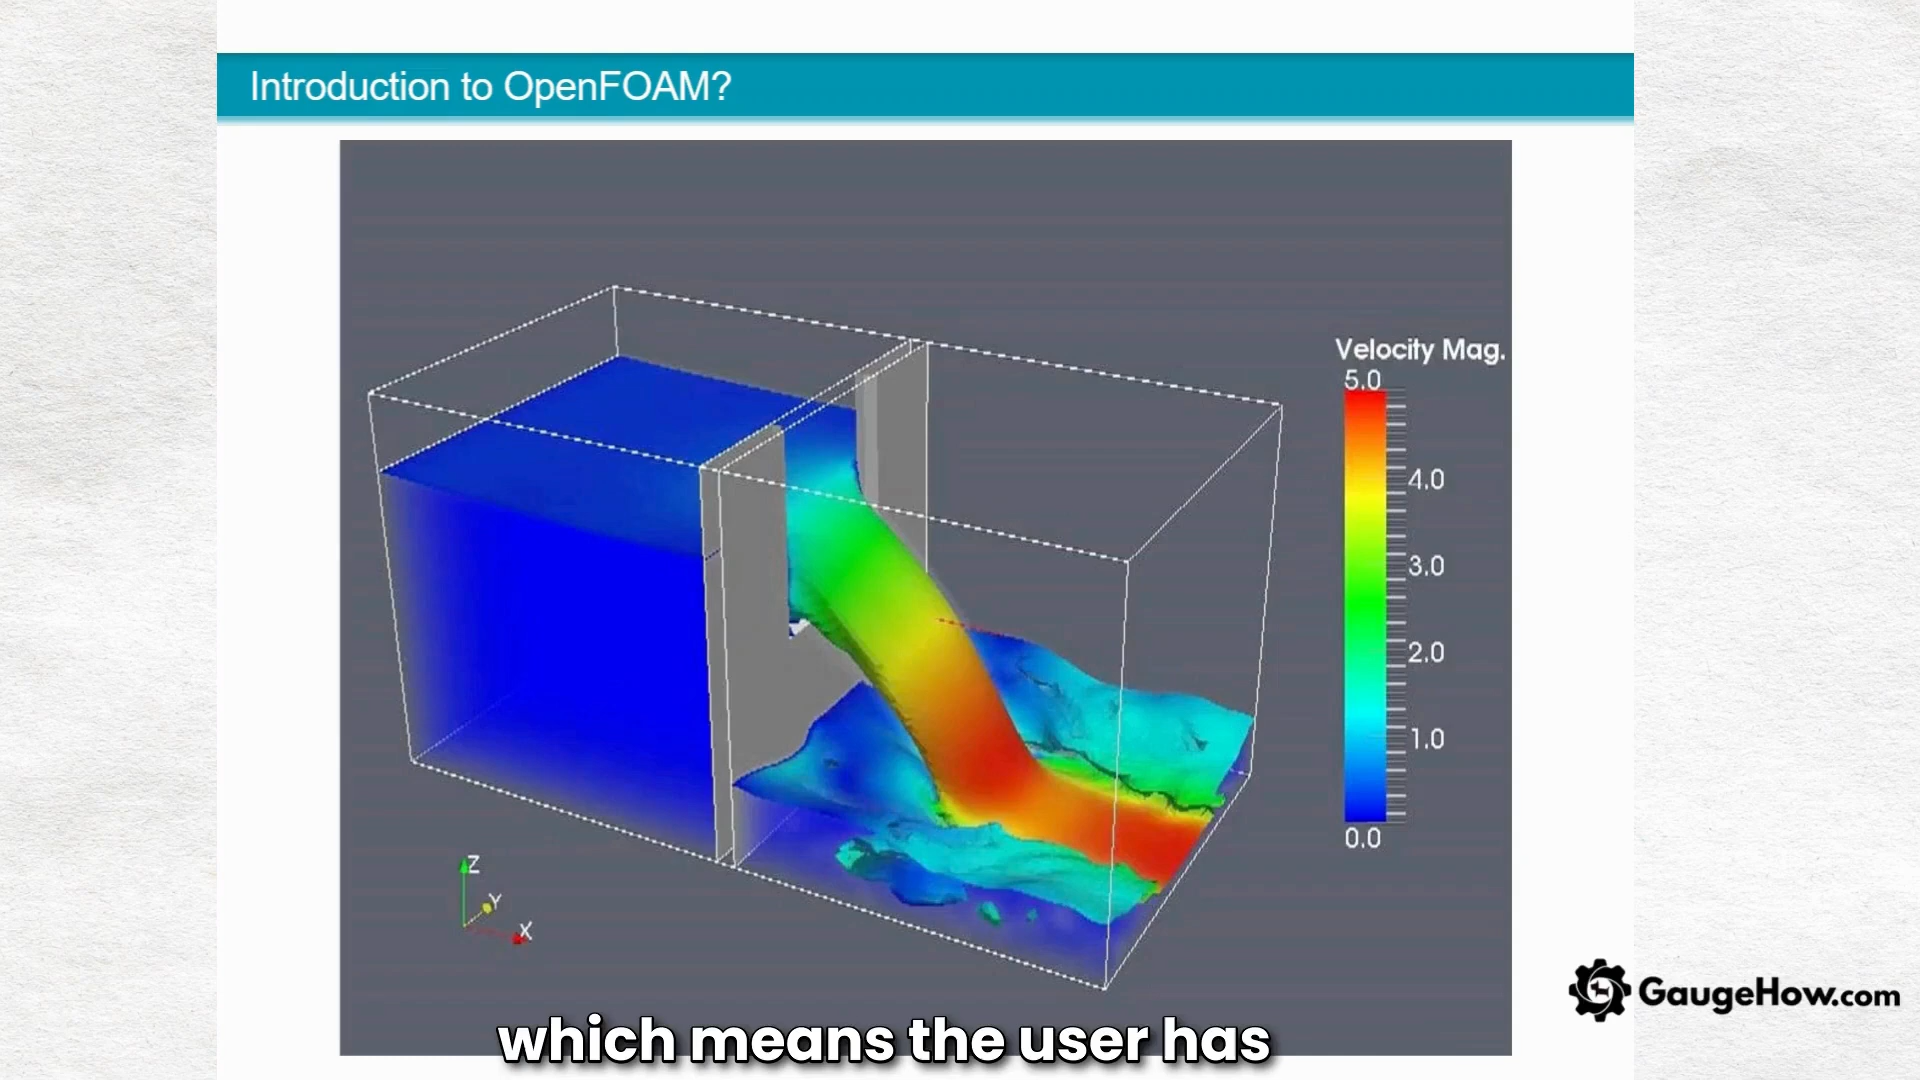 Introduction to OpenFOAM?
Velocity Mag.
5.0
4.0
3.0
2.0
1.0
0.0
Z
Y
X
GaugeHow.com
which means the user has